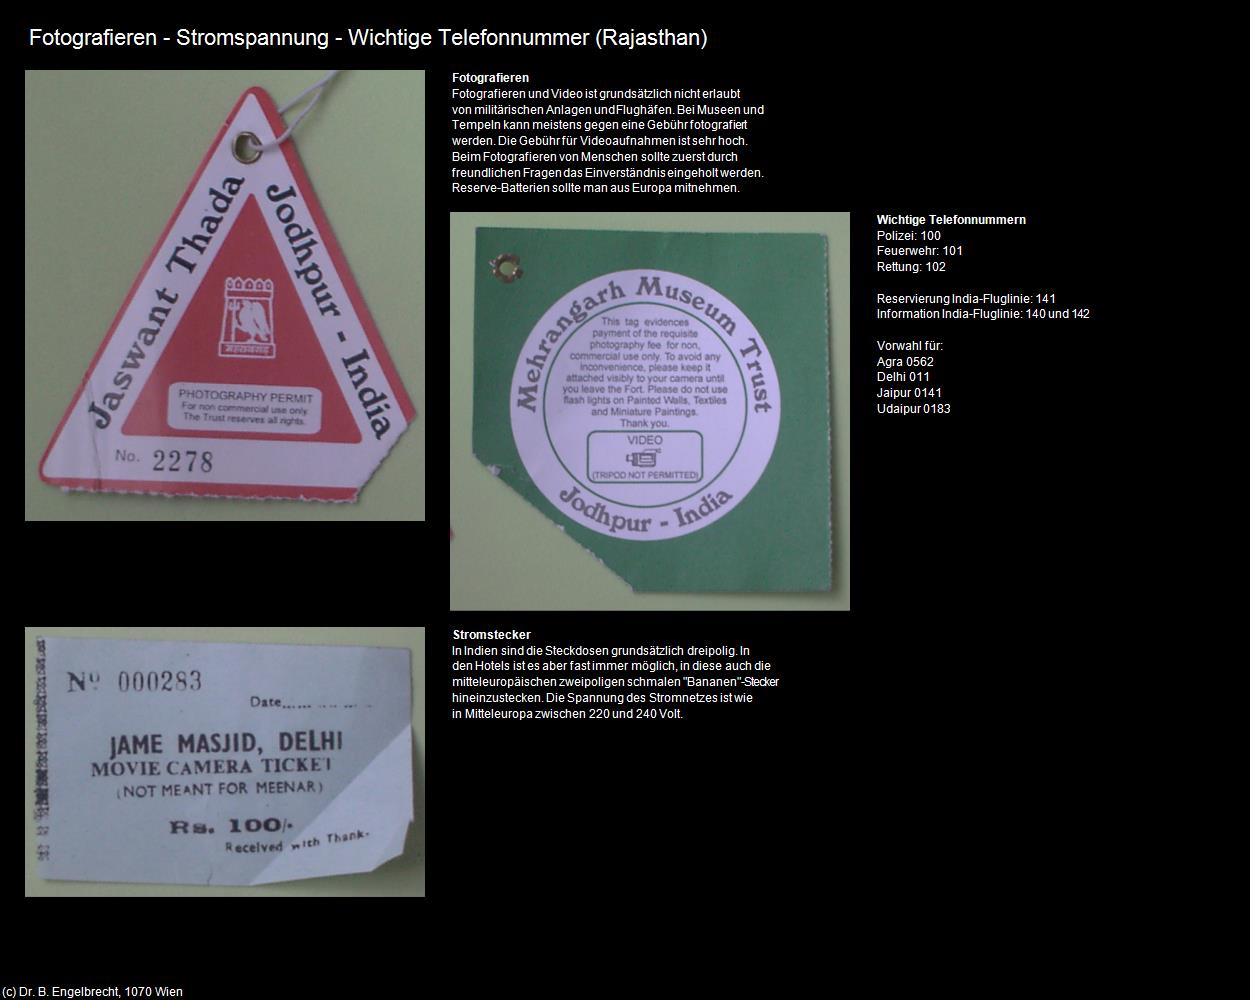 Fotografieren - Stromspannung - Wichtige Telefonnummer (Rajasthan)
Jaswant Thada
Jodhpur - India
महरानगढ़
PHOTOGRAPHY PERMIT
For non commercial use only.
The Trust reserves all rights.
No. 2278
Fotografieren
Fotografieren und Video ist grundsätzlich nicht erlaubt
von militärischen Anlagen und Flughäfen. Bei Museen und
Tempeln kann meistens gegen eine Gebühr fotografiert
werden. Die Gebühr für Videoaufnahmen ist sehr hoch.
Beim Fotografieren von Menschen sollte zuerst durch
freundlichen Fragen das Einverständnis eingeholt werden.
Reserve-Batterien sollte man aus Europa mitnehmen.
Mehrangarh Museum Trust
This tag evidences
payment of the requisite
photography fee for non,
commercial use only. To avoid any
inconvenience, please keep it
attached visibly to your camera until
you leave the Fort. Please do not use
flash lights on Painted Walls, Textiles
and Miniature Paintings.
Thank you.
VIDEO
(TRIPOD NOT PERMITTED)
Jodhpur - India
Wichtige Telefonnummern
Polizei: 100
Feuerwehr: 101
Rettung: 102
Reservierung India-Fluglinie: 141
Information India-Fluglinie: 140 und 142
Vorwahl für:
Agra 0562
Delhi 011
Jaipur 0141
Udaipur 0183
Nº 000283
Date
JAME MASJID, DELHI
MOVIE CAMERA TICKET
(NOT MEANT FOR MEENAR)
Rs. 100/-
Received with Thank-
Stromstecker
In Indien sind die Steckdosen grundsätzlich dreipolig. In
den Hotels ist es aber fast immer möglich, in diese auch die
mitteleuropäischen zweipoligen schmalen "Bananen"-Stecker
hineinzustecken. Die Spannung des Stromnetzes ist wie
in Mitteleuropa zwischen 220 und 240 Volt.
(c) Dr. B. Engelbrecht, 1070 Wien